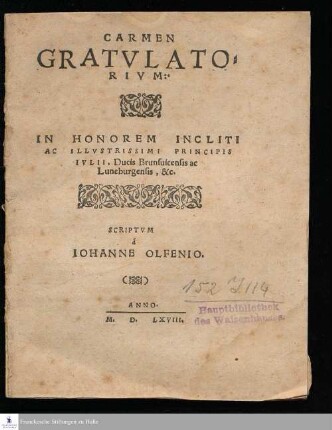 CARMEN
GRATVLATO-
RIVM:
IN HONOREM INCLITI
AC ILLVSTRISSIMI PRINCIPIS
IVLII. Ducis Brunsuicensis ac
Luneburgensis, &c.
SCRIPTVM
á
IOHANNE OLFENIO.
ANNO.
M. D. LXVIII.
152 J 114
Hauptbibliothek
des Waisenhauses.
Franckesche Stiftungen zu Halle